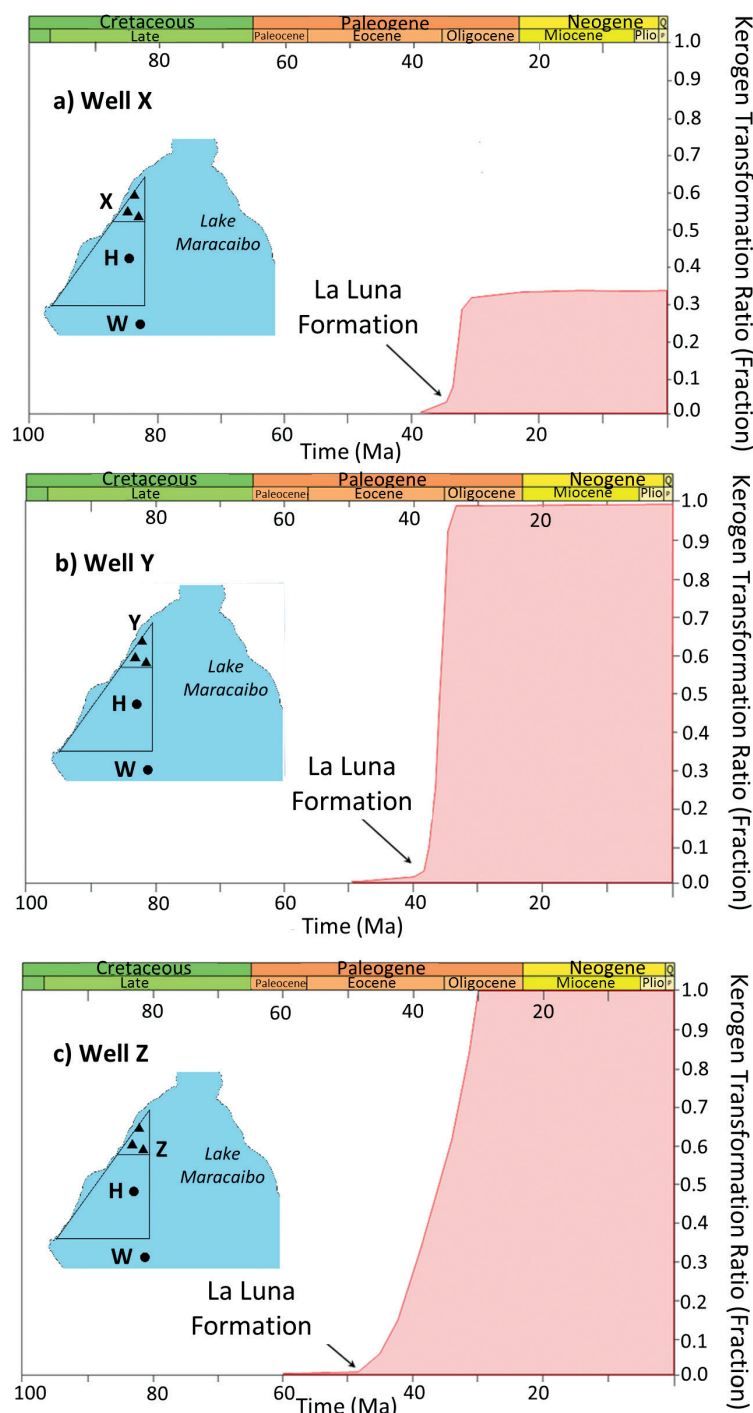 Cretaceous Paleogene Neogene Q
Late Paleocene Eocene Oligocene Miocene Plio P
80 60 40 20
a) Well X
X
H
W
Lake
Maracaibo
La Luna
Formation
1.0
0.9
0.8
0.7
0.6
0.5
0.4
0.3
0.2
0.1
0.0
Kerogen Transformation Ratio (Fraction)
100 80 60 40 20
Time (Ma)
Cretaceous Paleogene Neogene Q
Late Paleocene Eocene Oligocene Miocene Plio P
80 60 40 20
b) Well Y
Y
H
W
Lake
Maracaibo
La Luna
Formation
1.0
0.9
0.8
0.7
0.6
0.5
0.4
0.3
0.2
0.1
0.0
Kerogen Transformation Ratio (Fraction)
100 80 60 40 20
Time (Ma)
Cretaceous Paleogene Neogene Q
Late Paleocene Eocene Oligocene Miocene Plio P
80 60 40 20
c) Well Z
Z
H
W
Lake
Maracaibo
La Luna
Formation
1.0
0.9
0.8
0.7
0.6
0.5
0.4
0.3
0.2
0.1
0.0
Kerogen Transformation Ratio (Fraction)
100 80 60 40 20
Time (Ma)